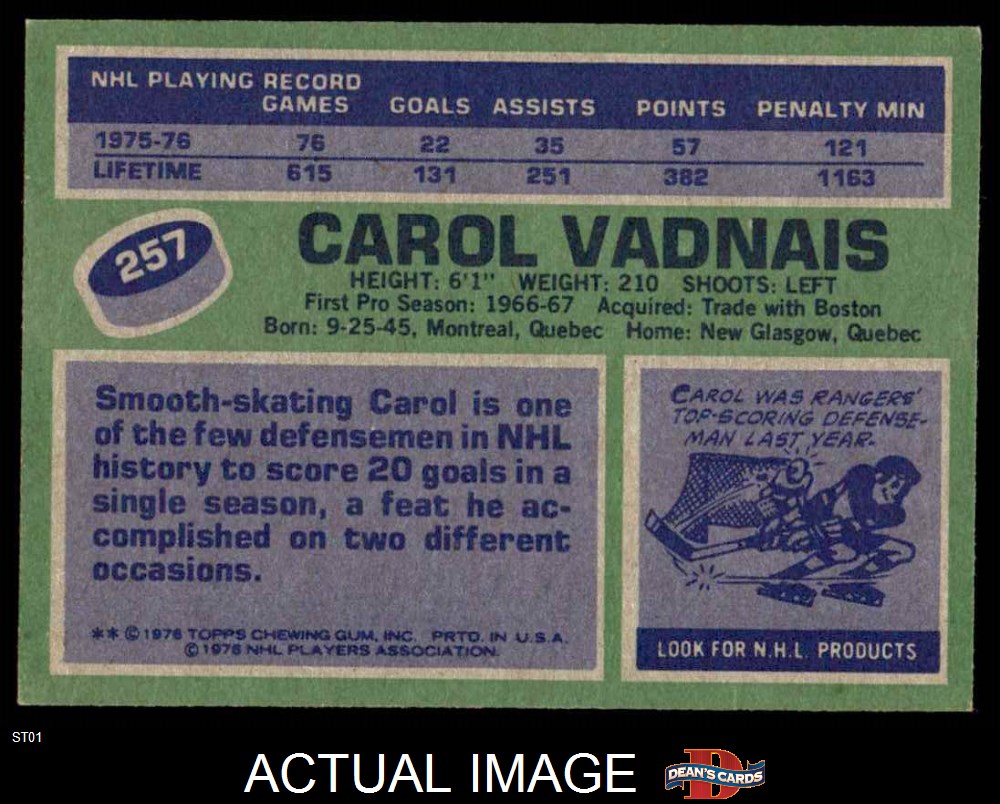 NHL PLAYING RECORD
GAMES GOALS ASSISTS POINTS PENALTY MIN
1975-76 76 22 35 57 121
LIFETIME 615 131 251 382 1163
257
CAROL VADNAIS
HEIGHT: 6'1" WEIGHT: 210 SHOOTS: LEFT
First Pro Season: 1966-67 Acquired: Trade with Boston
Born: 9-25-45, Montreal, Quebec Home: New Glasgow, Quebec
Smooth-skating Carol is one
of the few defensemen in NHL
history to score 20 goals in a
single season, a feat he ac-
complished on two different
occasions.
** © 1976 TOPPS CHEWING GUM, INC. PRTD. IN U.S.A.
© 1976 NHL PLAYERS ASSOCIATION.
CAROL WAS RANGERS'
TOP-SCORING DEFENSE-
MAN LAST YEAR.
LOOK FOR N.H.L. PRODUCTS
ST01
ACTUAL IMAGE
D
DEAN'S CARDS